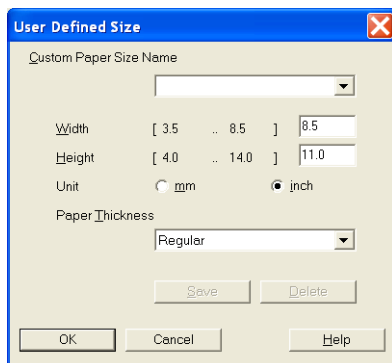 User Defined Size
Custom Paper Size Name
Width [ 3.5 .. 8.5 ] 8.5
Height [ 4.0 .. 14.0 ] 11.0
Unit mm inch
Paper Thickness
Regular
Save Delete
OK Cancel Help